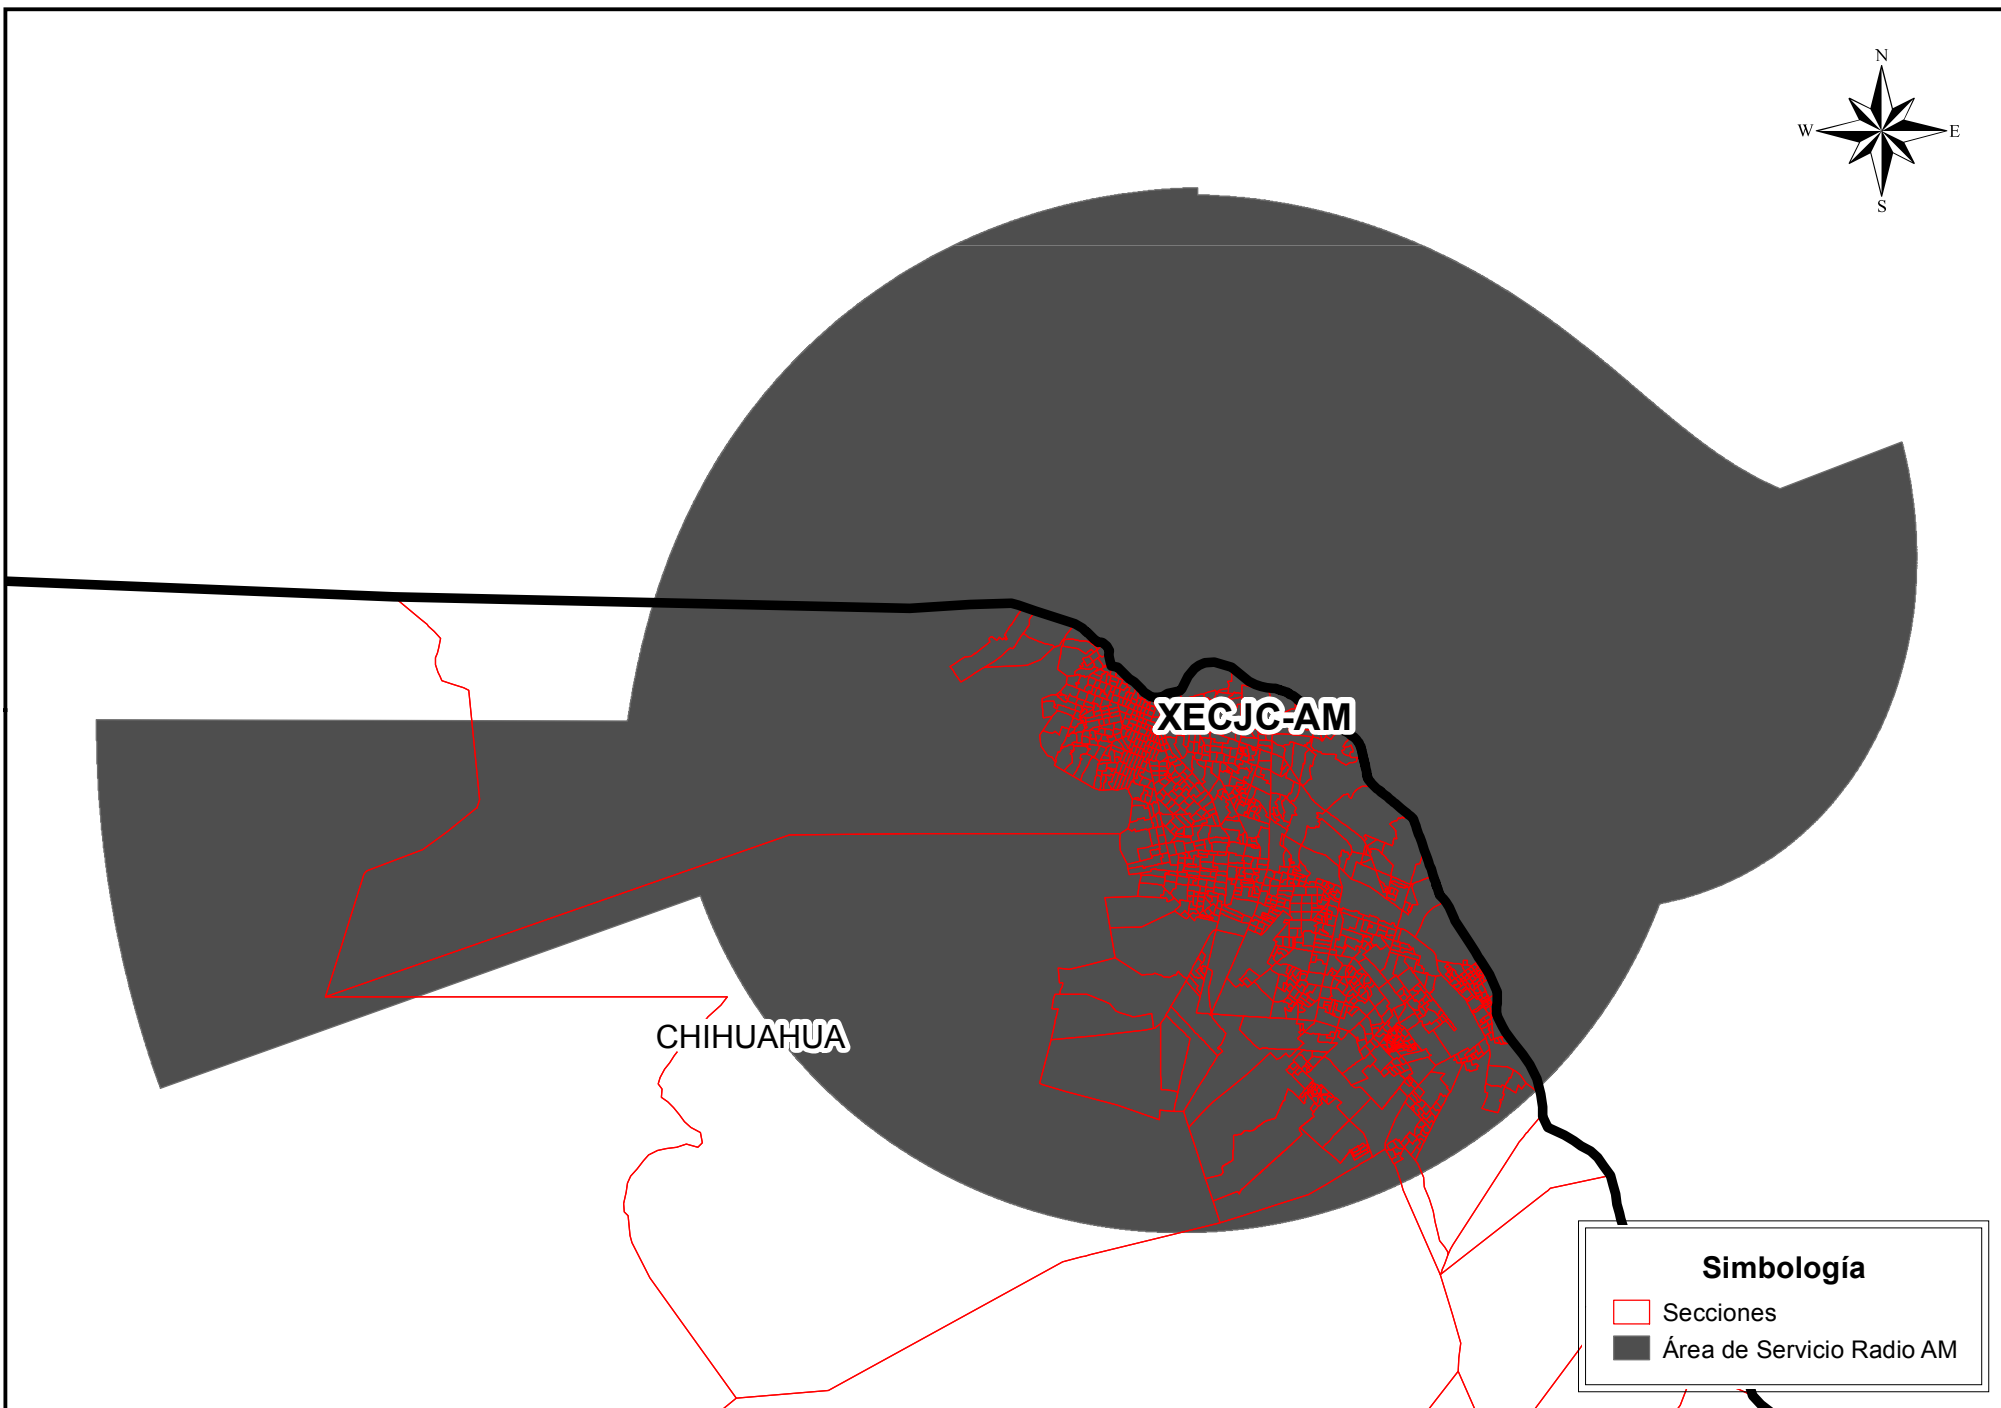 N
W E
S
XECJC-AM
CHIHUAHUA
Simbología
Secciones
Área de Servicio Radio AM